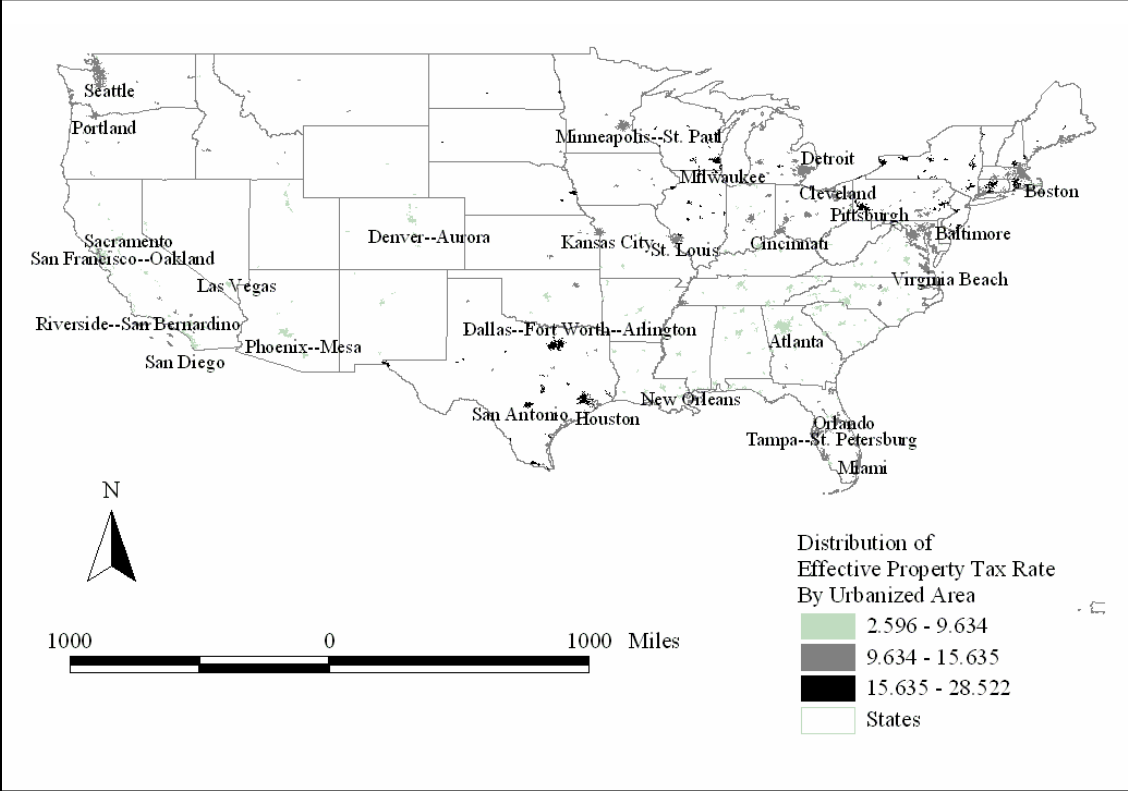 Seattle
Portland
Minneapolis--St. Paul
Milwaukee
Detroit
Cleveland
Boston
Pittsburgh
Sacramento
Denver--Aurora
Kansas City
St. Louis
Cincinnati
Baltimore
San Francisco--Oakland
Las Vegas
Virginia Beach
Riverside--San Bernardino
Dallas--Fort Worth--Arlington
Phoenix--Mesa
Atlanta
San Diego
New Orleans
San Antonio
Houston
Orlando
Tampa--St. Petersburg
Miami
N
Distribution of
Effective Property Tax Rate
By Urbanized Area
2.596 - 9.634
9.634 - 15.635
15.635 - 28.522
States
1000 0 1000 Miles